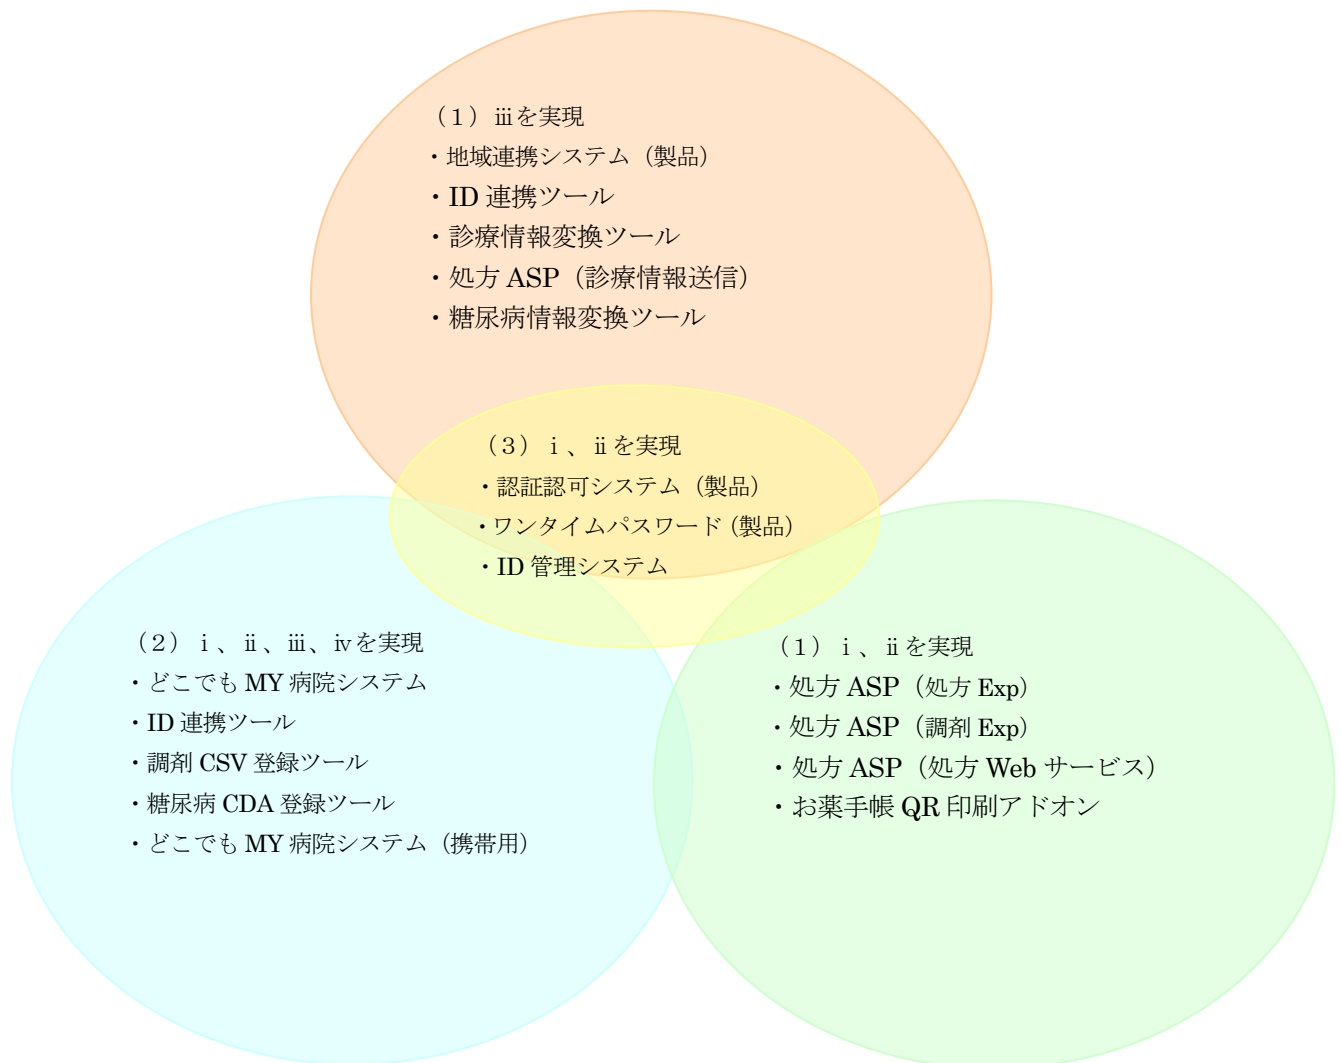 （１）ⅲを実現
・地域連携システム（製品）
・ID 連携ツール
・診療情報変換ツール
・処方 ASP（診療情報送信）
・糖尿病情報変換ツール
（３）ⅰ、ⅱを実現
・認証認可システム（製品）
・ワンタイムパスワード（製品）
・ID 管理システム
（２）ⅰ、ⅱ、ⅲ、ⅳを実現
・どこでも MY 病院システム
・ID 連携ツール
・調剤 CSV 登録ツール
・糖尿病 CDA 登録ツール
・どこでも MY 病院システム（携帯用）
（１）ⅰ、ⅱを実現
・処方 ASP（処方 Exp）
・処方 ASP（調剤 Exp）
・処方 ASP（処方 Web サービス）
・お薬手帳 QR 印刷アドオン